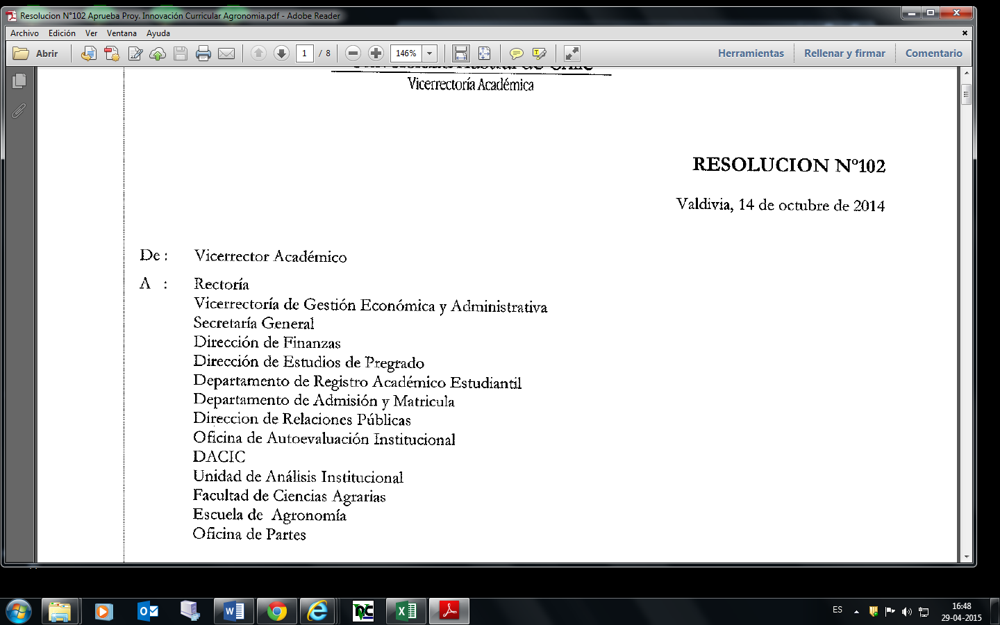 Resolucion N°102 Aprueba Proy. Innovación Curricular Agronomia.pdf - Adobe Reader
Archivo Edición Ver Ventana Ayuda
Abrir 1 / 8 146% Herramientas Rellenar y firmar Comentario
Vicerrectoría Académica
RESOLUCION Nº102
Valdivia, 14 de octubre de 2014
De : Vicerrector Académico
A : Rectoría
Vicerrectoría de Gestión Económica y Administrativa
Secretaría General
Dirección de Finanzas
Dirección de Estudios de Pregrado
Departamento de Registro Académico Estudiantil
Departamento de Admisión y Matricula
Direccion de Relaciones Públicas
Oficina de Autoevaluación Institucional
DACIC
Unidad de Análisis Institucional
Facultad de Ciencias Agrarias
Escuela de Agronomía
Oficina de Partes
ES 16:48
29-04-2015